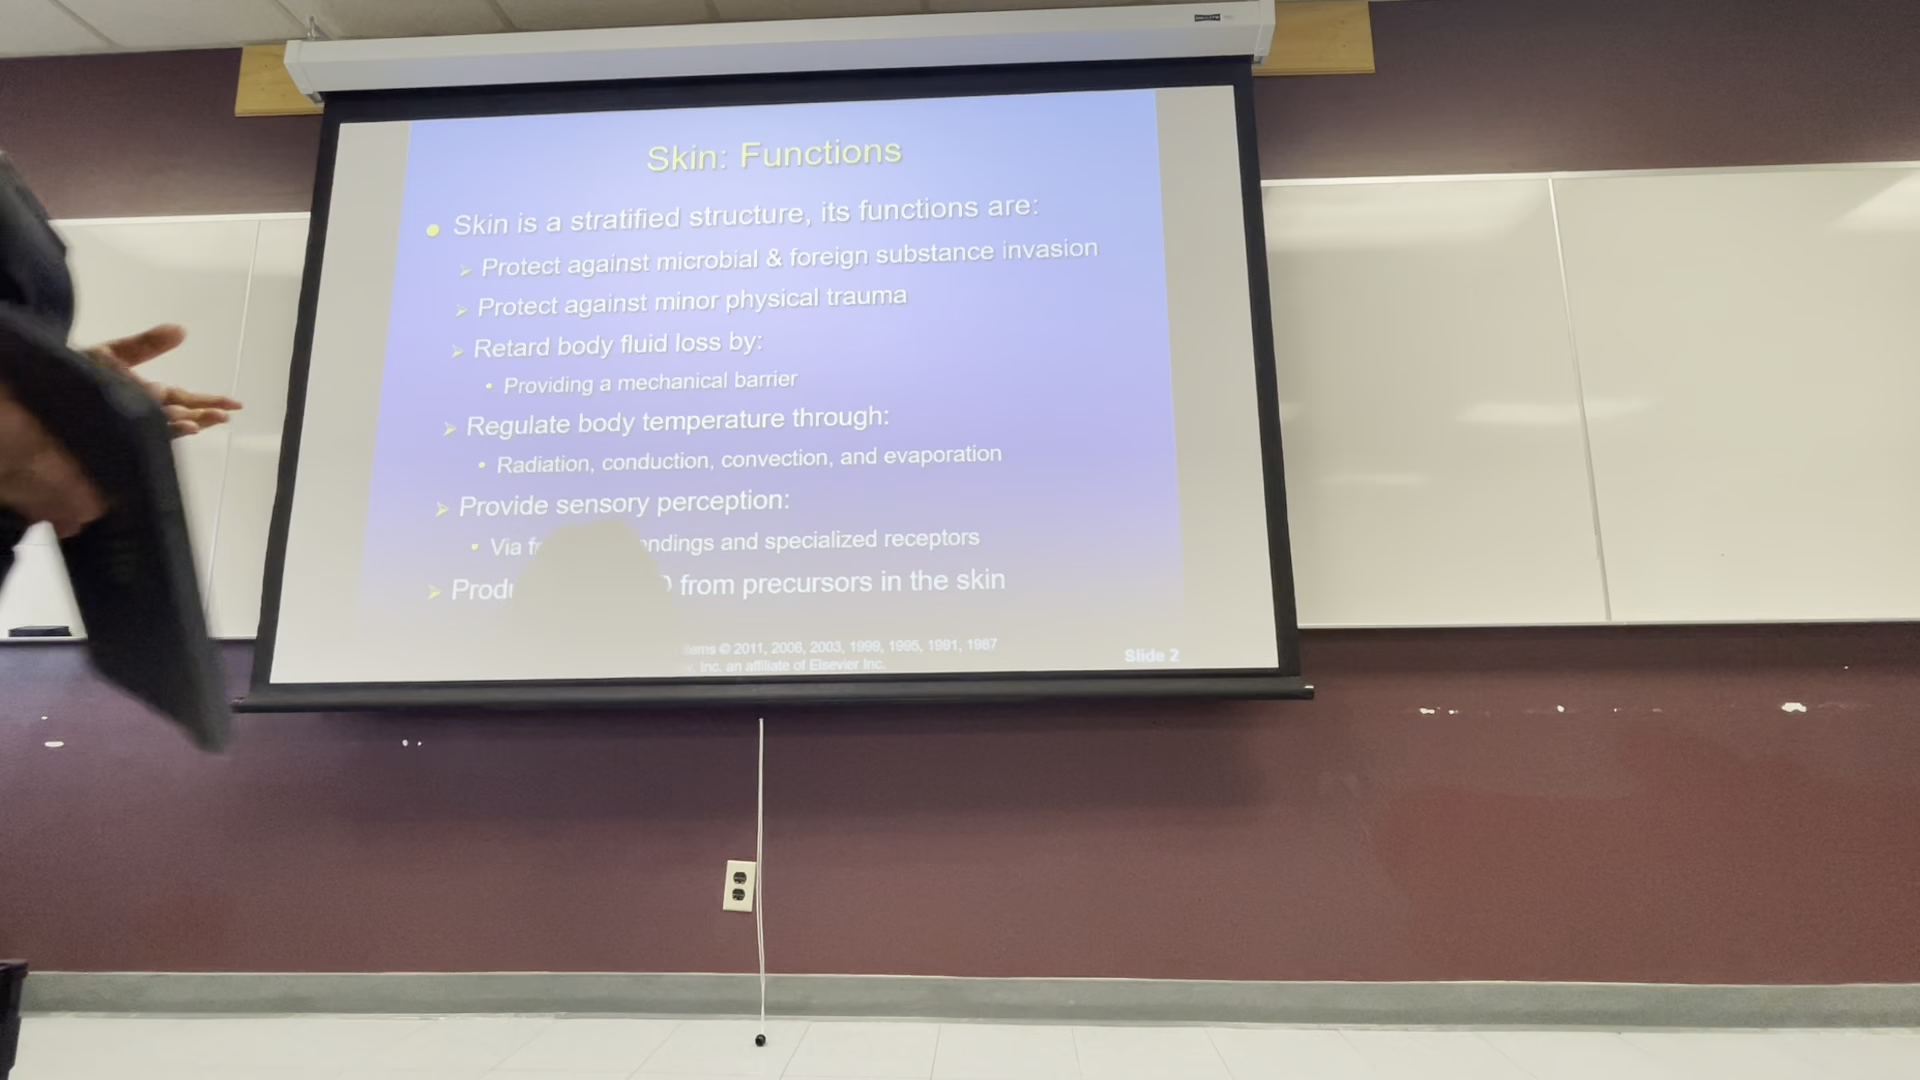 Skin: Functions
Skin is a stratified structure, its functions are:
Protect against microbial & foreign substance invasion
Protect against minor physical trauma
Retard body fluid loss by:
Providing a mechanical barrier
Regulate body temperature through:
Radiation, conduction, convection, and evaporation
Provide sensory perception:
Via and specialized receptors
from precursors in the skin
© 2011, 2006, 2003, 1999, 1995, 1991, 1987
Inc. an affiliate of Elsevier Inc.
Slide 2